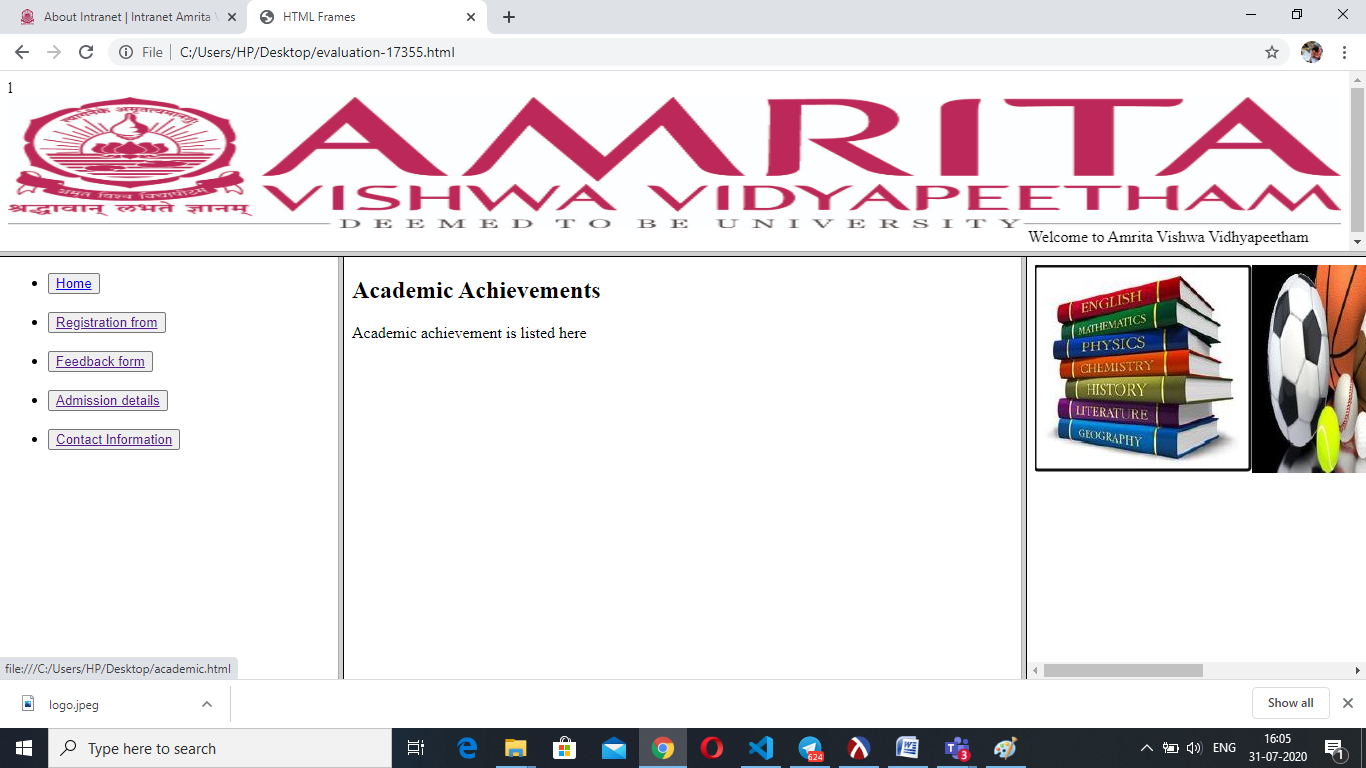 About Intranet | Intranet Amrita
HTML Frames
File
C:/Users/HP/Desktop/evaluation-17355.html
1
AMRITA
VISHWA VIDYAPEETHAM
श्रद्धावान् लभते ज्ञानम्
DEEMED TO BE UNIVERSITY
Welcome to Amrita Vishwa Vidhyapeetham
Home
Registration from
Feedback form
Admission details
Contact Information
Academic Achievements
Academic achievement is listed here
ENGLISH
MATHEMATICS
PHYSICS
CHEMISTRY
HISTORY
LITERATURE
GEOGRAPHY
file:///C:/Users/HP/Desktop/academic.html
logo.jpeg
Show all
Type here to search
624
3
ENG
16:05
31-07-2020
1